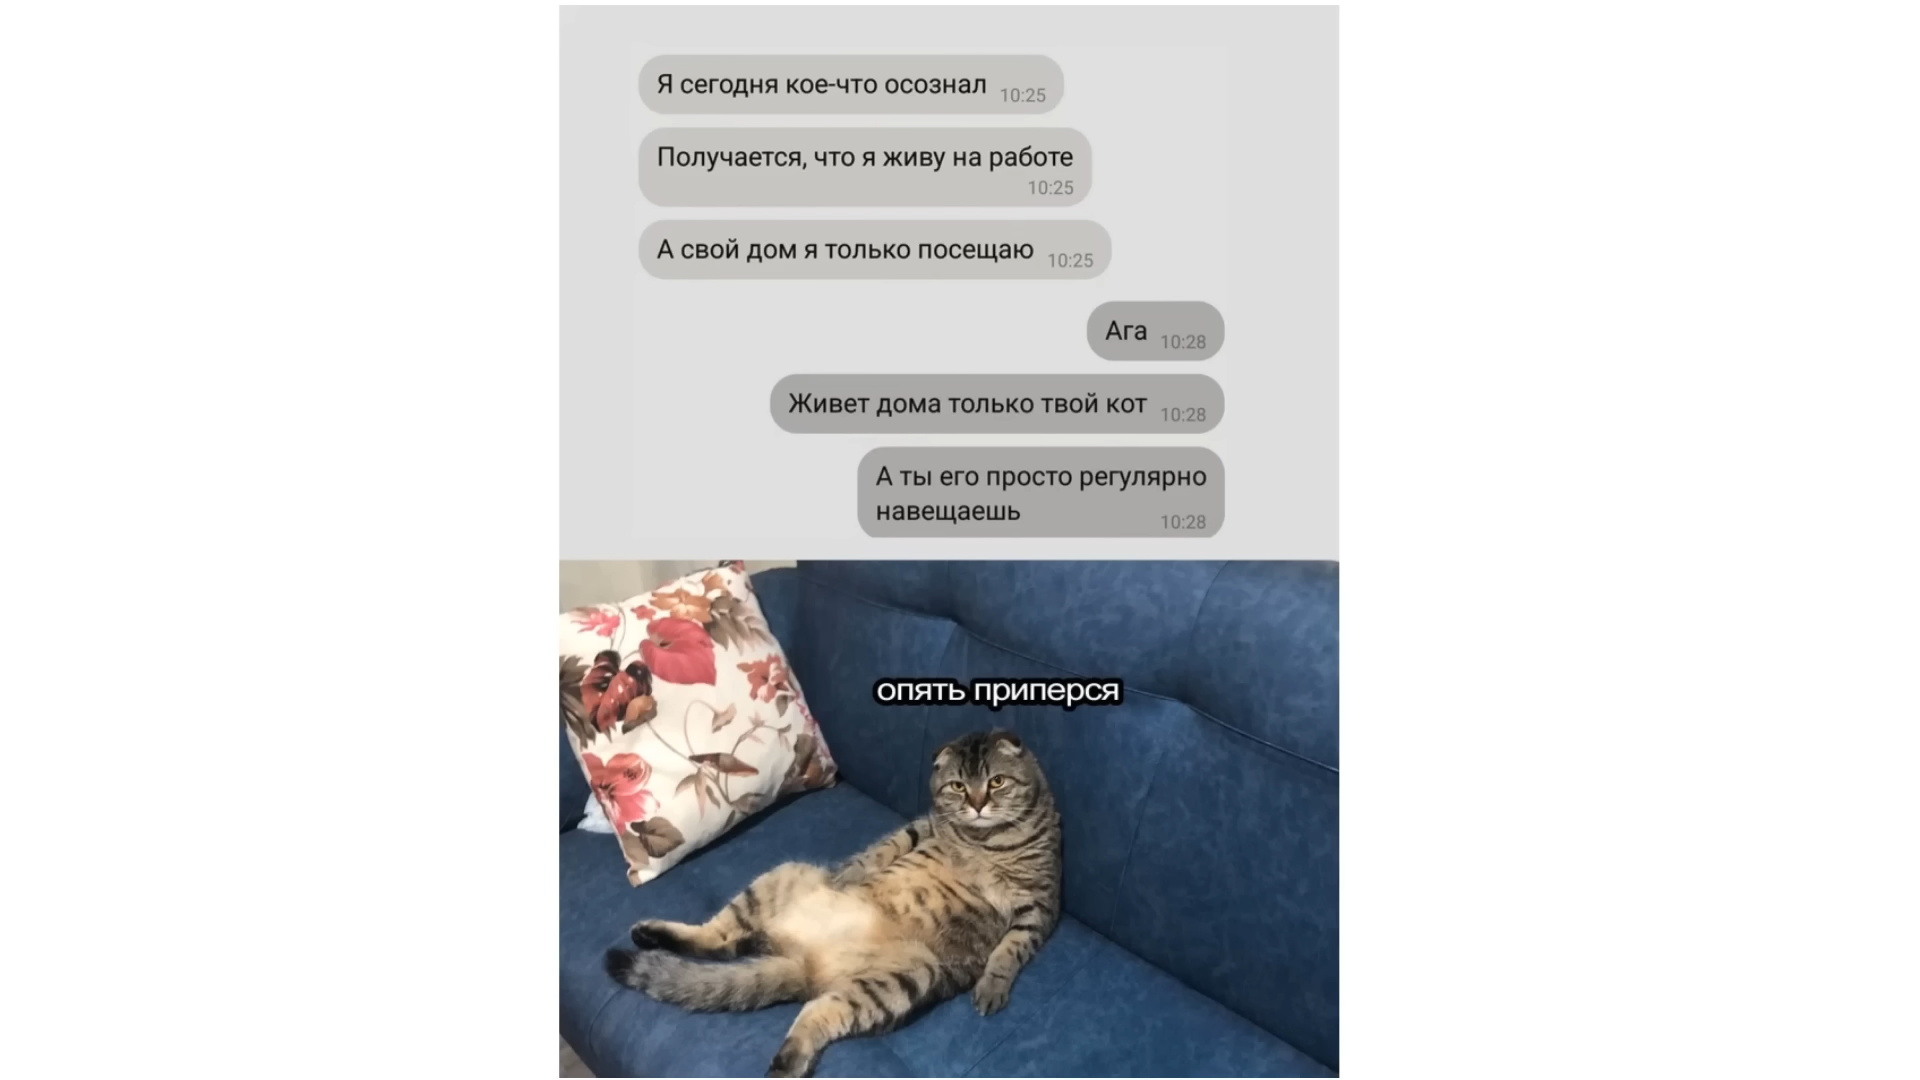 Я сегодня кое-что осознал 10:25
Получается, что я живу на работе
10:25
А свой дом я только посещаю 10:25
Ага 10:28
Живет дома только твой кот 10:28
А ты его просто регулярно
навещаешь 10:28
опять приперся